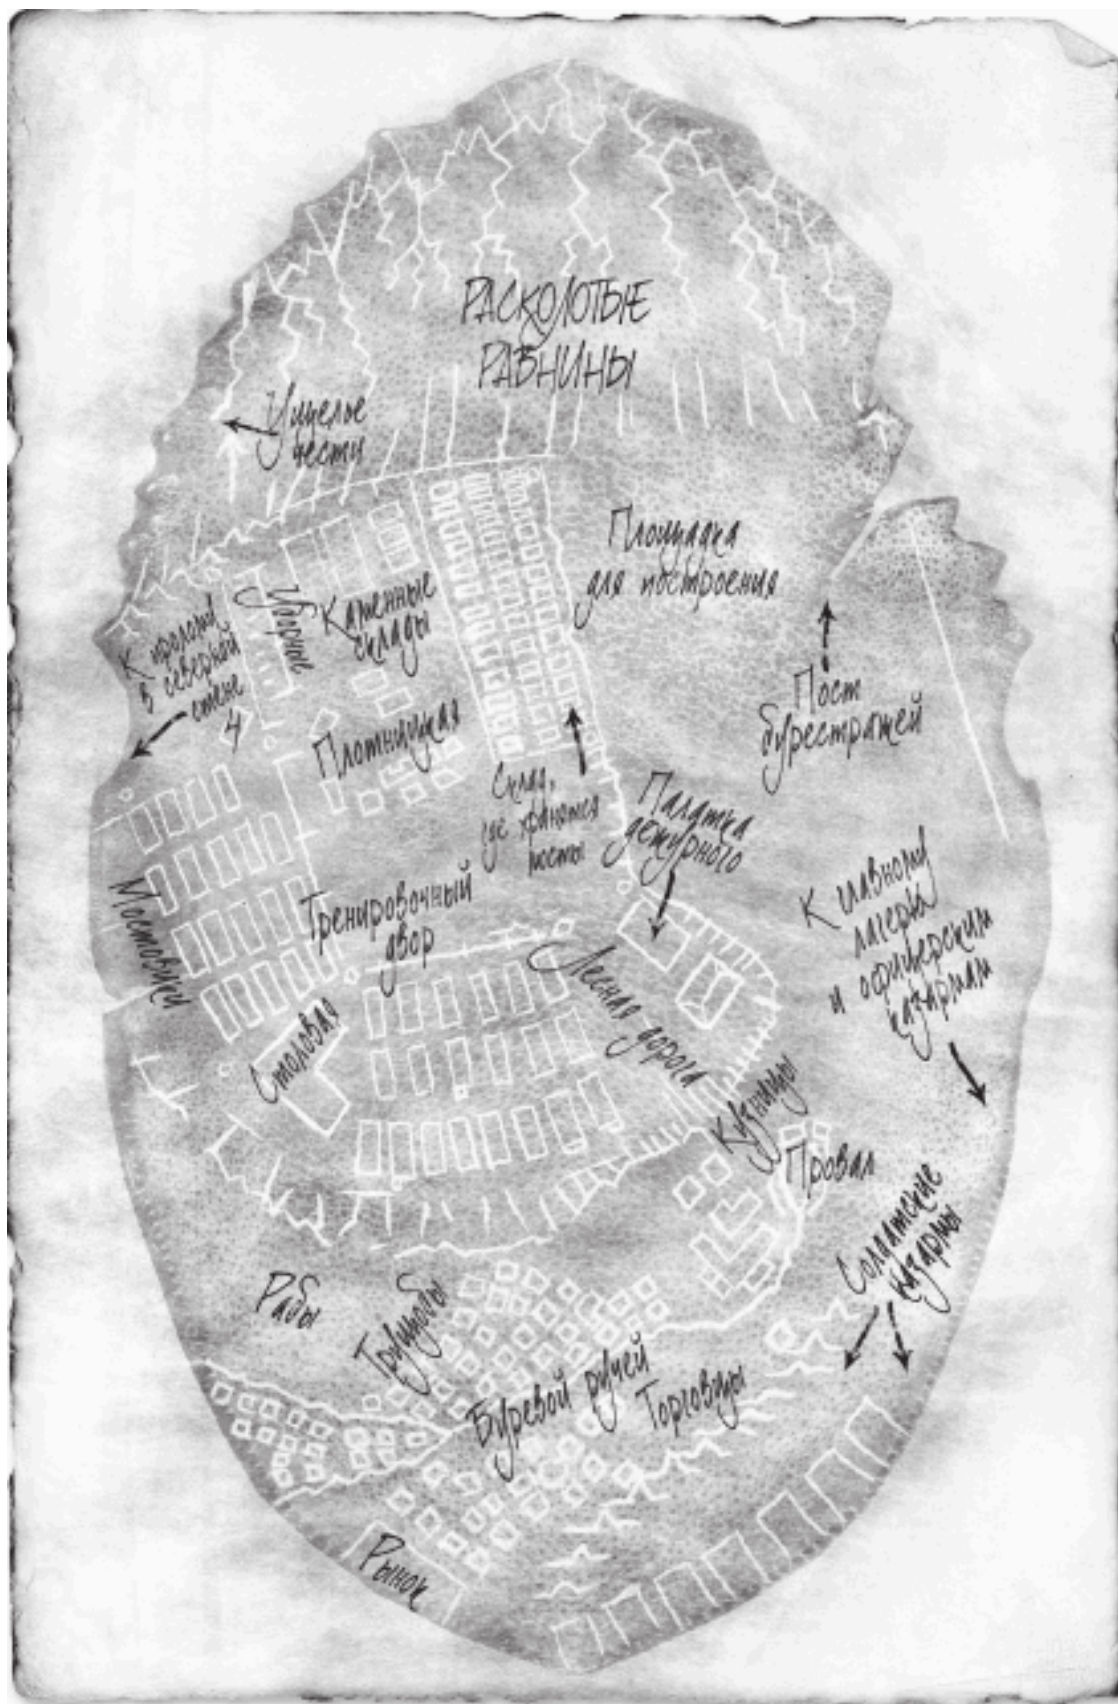 РАСКОЛОТЫЕ
РАВНИНЫ
Ущелье
чести
Площадка
для построения
Уборные
Каменные
склады
К пролому
в северной
стене
4
Пост
бурестражей
Плотницкая
Склад,
где хранятся
мосты
Палатка
дежурного
К главному
лагерю
и офицерским
казармам
Мостовики
Тренировочный
двор
Лесная дорога
Столовая
Кузницы
Провал
Солдатские
казармы
Рабы
Трущобы
Буревой ручей
Торговцы
Рынок